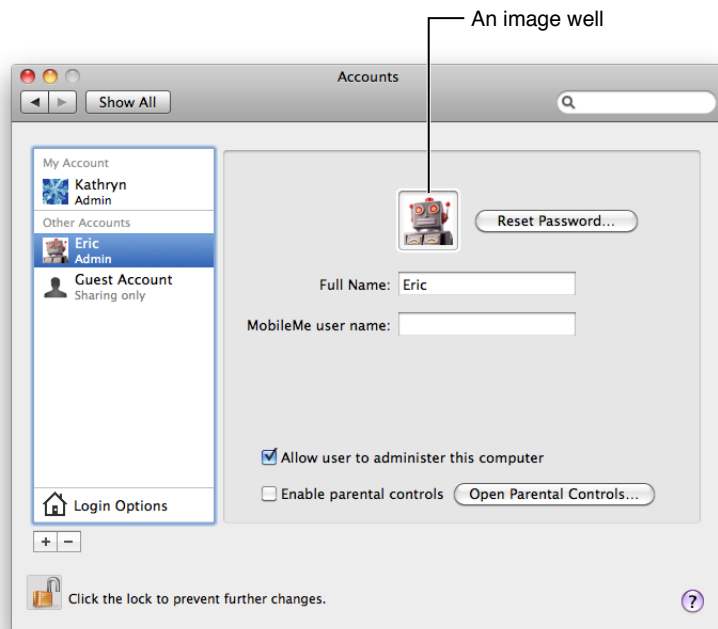 An image well
Accounts
Show All
My Account
Kathryn
Admin
Other Accounts
Eric
Admin
Guest Account
Sharing only
Login Options
Reset Password...
Full Name: Eric
MobileMe user name:
Allow user to administer this computer
Enable parental controls Open Parental Controls...
+ −
Click the lock to prevent further changes.
?